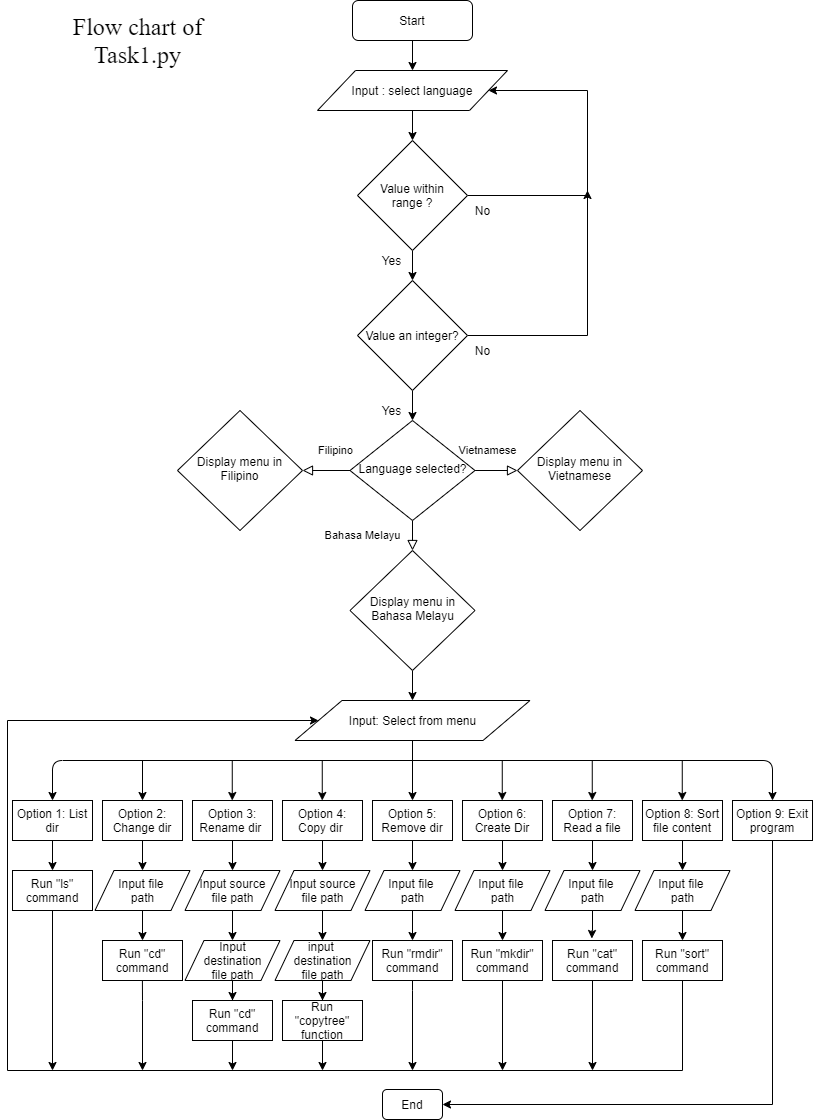 Flow chart of
Task1.py
Start
Input : select language
Value within
range ?
No
Yes
Value an integer?
No
Yes
Language selected?
Filipino
Vietnamese
Display menu in
Filipino
Display menu in
Vietnamese
Bahasa Melayu
Display menu in
Bahasa Melayu
Input: Select from menu
Option 1: List
dir
Option 2:
Change dir
Option 3:
Rename dir
Option 4:
Copy dir
Option 5:
Remove dir
Option 6:
Create Dir
Option 7:
Read a file
Option 8: Sort
file content
Option 9: Exit
program
Run "ls"
command
Input file
path
Input source
file path
Input source
file path
Input file
path
Input file
path
Input file
path
Input file
path
Run "cd"
command
Input
destination
file path
input
destination
file path
Run "rmdir"
command
Run "mkdir"
command
Run "cat"
command
Run "sort"
command
Run "cd"
command
Run
"copytree"
function
End